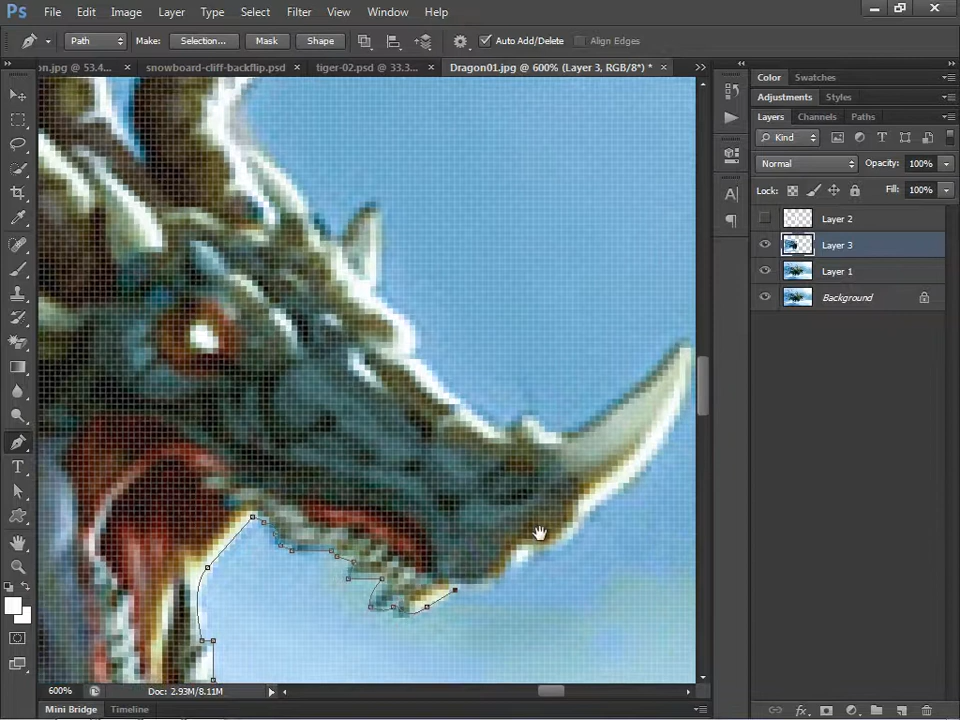 Ps File Edit Image Layer Type Select Filter View Window Help
Path Make: Selection... Mask Shape Auto Add/Delete Align Edges
on.jpg @ 53.4... × snowboard-cliff-backflip.psd × tiger-02.psd @ 33.3... × Dragon01.jpg @ 600% (Layer 3, RGB/8*) * ×
Color Swatches
Adjustments Styles
Layers Channels Paths
Kind
Normal Opacity: 100%
Lock: Fill: 100%
Layer 2
Layer 3
Layer 1
Background
600% Doc: 2.93M/8.11M
Mini Bridge Timeline